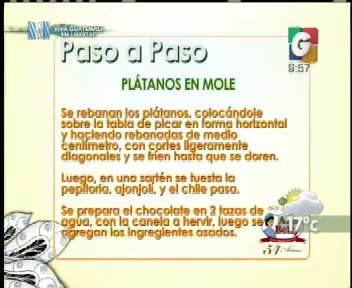 VIVA GUATEMALA
EN LIBERTAD
Paso a Paso
G
8:57
PLÁTANOS EN MOLE
Se rebanan los plátanos, colocándole
sobre la tabla de picar en forma horizontal
y haciendo rebanadas de medio
centímetro, con cortes ligeramente
diagonales y se fríen hasta que se doren.
Luego, en una sartén se tuesta la
pepitoria, ajonjolí, y el chile pasa.
Se prepara el chocolate en 2 tazas de
agua, con la canela a hervir, luego se
agregan los ingredientes asados.
17°C
54 Años